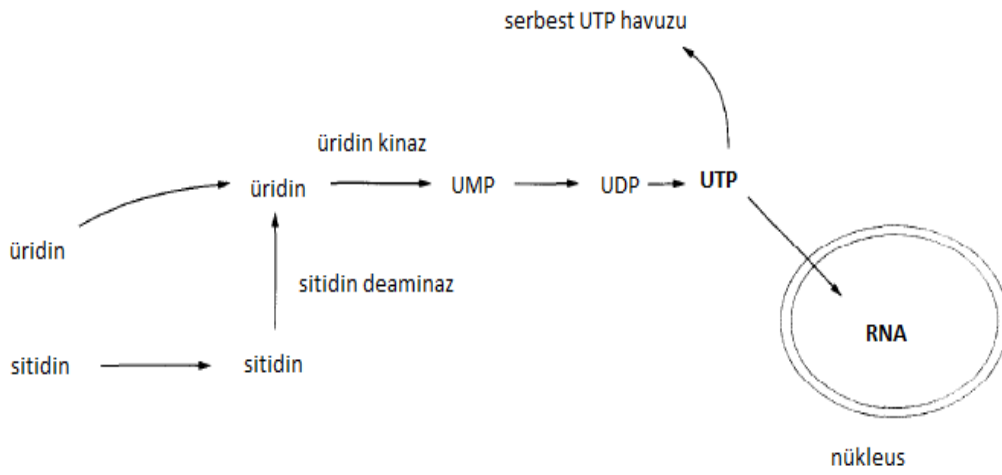 serbest UTP havuzu
üridin kinaz
üridin
UMP
UDP
UTP
üridin
sitidin deaminaz
sitidin
sitidin
RNA
nükleus